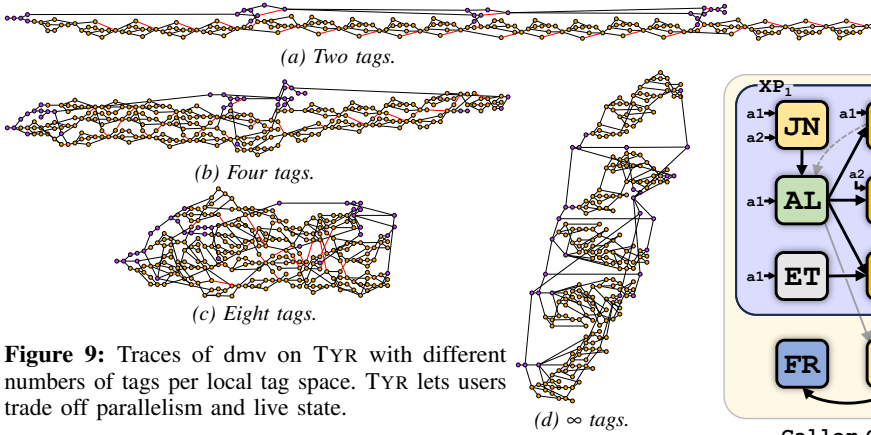 (a) Two tags.
(b) Four tags.
(c) Eight tags.
Figure 9: Traces of dmv on TYR with different
numbers of tags per local tag space. TYR lets users
trade off parallelism and live state.
(d) ∞ tags.
XP1
a1
a2
JN
a1
a1
AL
a2
a1
ET
FR